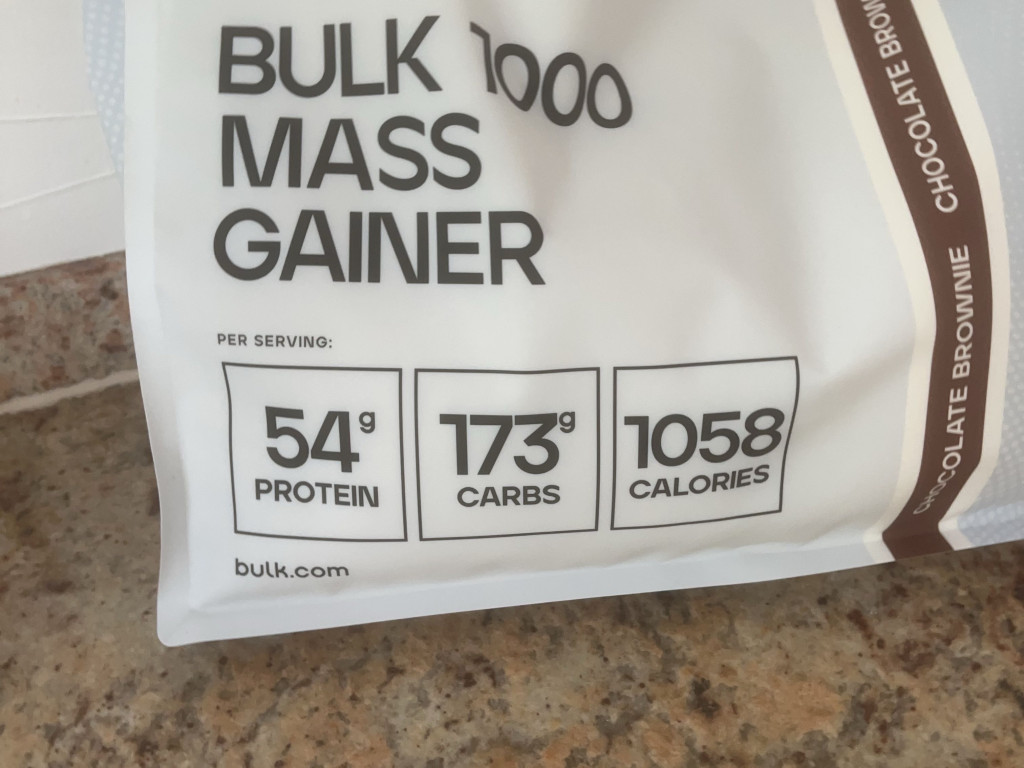 BULK 1000
MASS
GAINER
PER SERVING:
54g
PROTEIN
173g
CARBS
1058
CALORIES
bulk.com
CHOCOLATE BROWNIE
CHOCOLATE